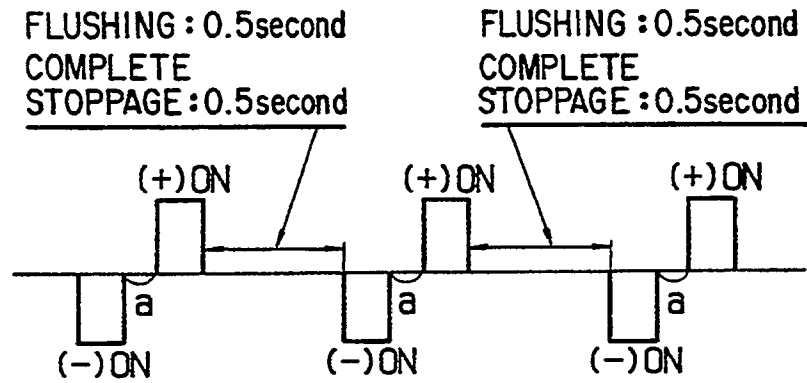 FLUSHING : 0.5second
COMPLETE
STOPPAGE : 0.5second
FLUSHING : 0.5second
COMPLETE
STOPPAGE : 0.5second
(+)ON
(+)ON
(+)ON
a
a
a
(−)ON
(−)ON
(−)ON